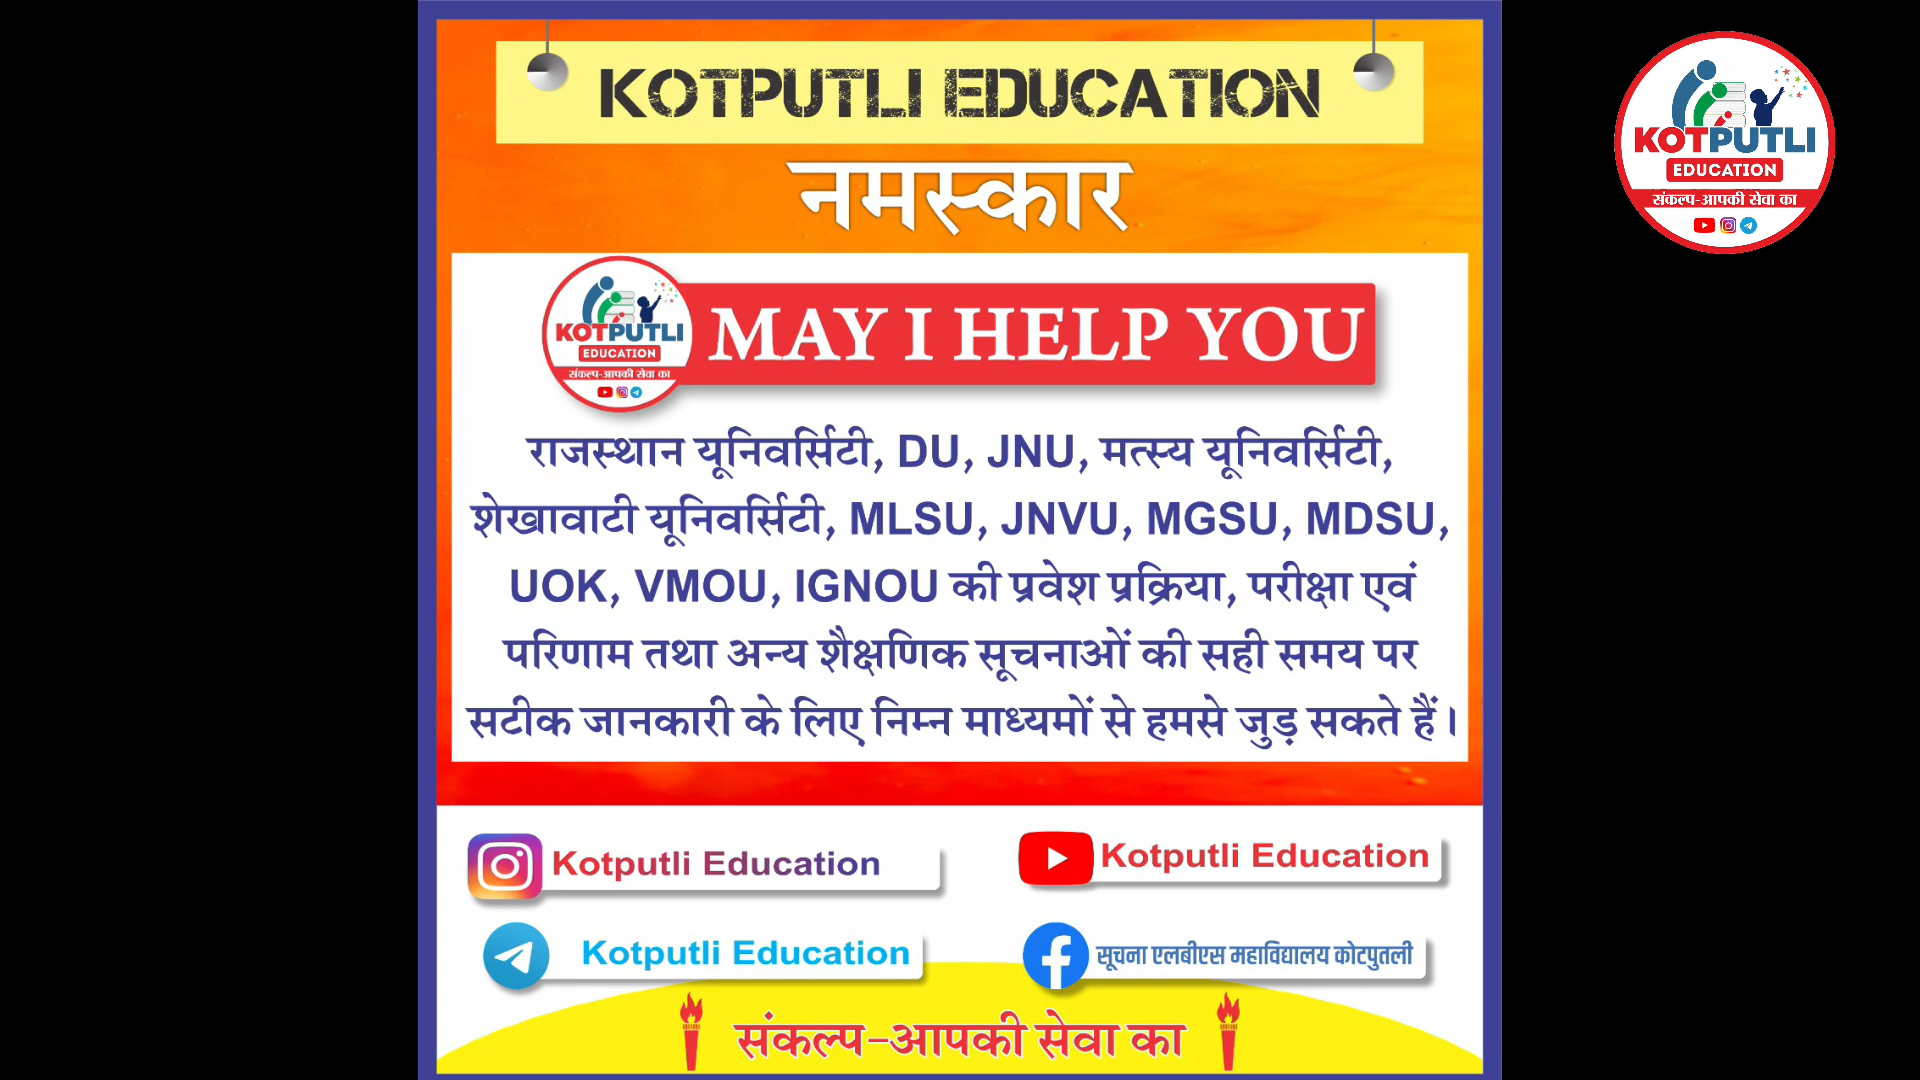 KOTPUTLI EDUCATION
नमस्कार
KOTPUTLI
EDUCATION
संकल्प-आपकी सेवा का
MAY I HELP YOU
राजस्थान यूनिवर्सिटी, DU, JNU, मत्स्य यूनिवर्सिटी,
शेखावाटी यूनिवर्सिटी, MLSU, JNVU, MGSU, MDSU,
UOK, VMOU, IGNOU की प्रवेश प्रक्रिया, परीक्षा एवं
परिणाम तथा अन्य शैक्षणिक सूचनाओं की सही समय पर
सटीक जानकारी के लिए निम्न माध्यमों से हमसे जुड़ सकते हैं।
Kotputli Education
Kotputli Education
Kotputli Education
सूचना एलबीएस महाविद्यालय कोटपुतली
संकल्प-आपकी सेवा का
KOTPUTLI
EDUCATION
संकल्प-आपकी सेवा का